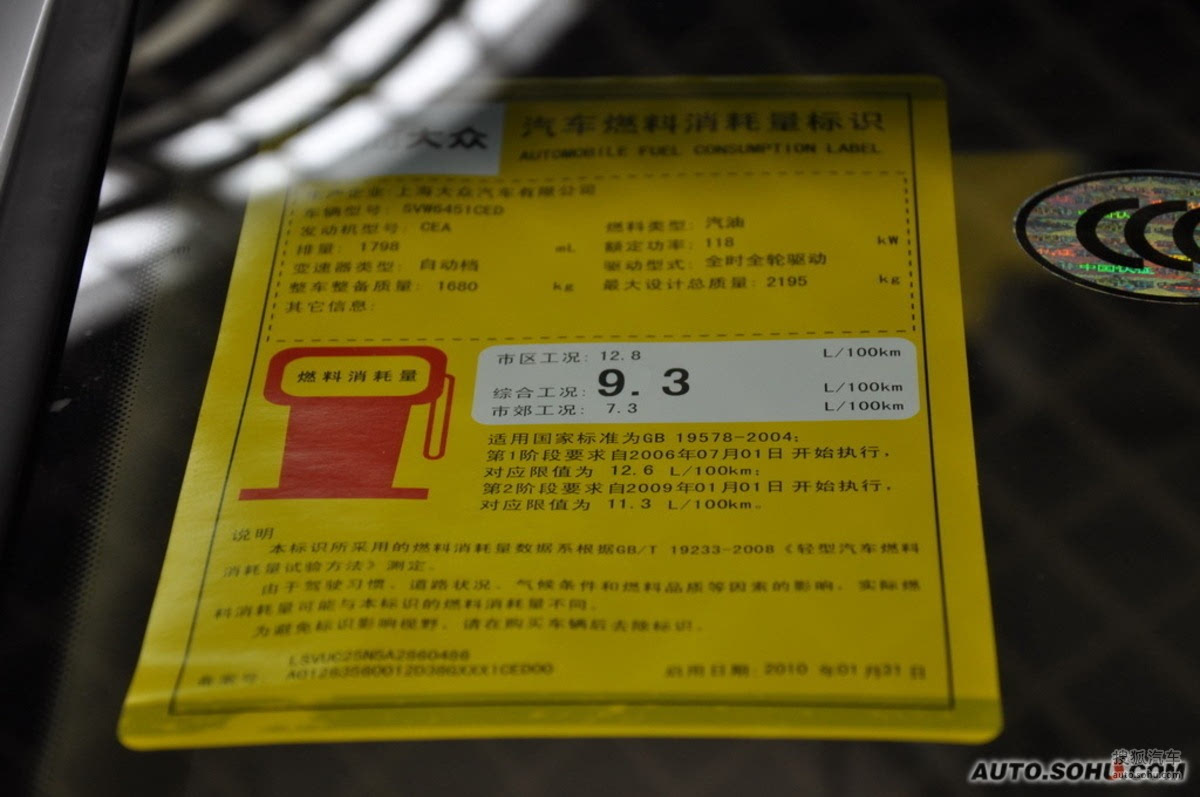 大众
汽车燃料消耗量标识
AUTOMOBILE FUEL CONSUMPTION LABEL
生产企业: 上海大众汽车有限公司
车辆型号: SVW6451CED
发动机型号: CEA 燃料类型: 汽油
排量: 1798 mL 额定功率: 118 kW
变速器类型: 自动档 驱动型式: 全时全轮驱动
整车整备质量: 1680 kg 最大设计总质量: 2195 kg
其它信息:
燃料消耗量
市区工况: 12.8 L/100km
综合工况: 9.3 L/100km
市郊工况: 7.3 L/100km
适用国家标准为GB 19578-2004;
第1阶段要求自2006年07月01日 开始执行,
对应限值为 12.6 L/100km;
第2阶段要求自2009年01月01日 开始执行,
对应限值为 11.3 L/100km。
说明
本标识所采用的燃料消耗量数据系根据GB/T 19233-2008《轻型汽车燃料
消耗量试验方法》测定。
由于驾驶习惯、道路状况、气候条件和燃料品质等因素的影响, 实际燃
料消耗量可能与本标识的燃料消耗量不同。
为避免标识影响视野, 请在购买车辆后去除标识。
备案号:
启用日期: 2010 年01 月31 日
CCC
中国认证
搜狐汽车
auto.sohu.com
AUTO.SOHU.COM